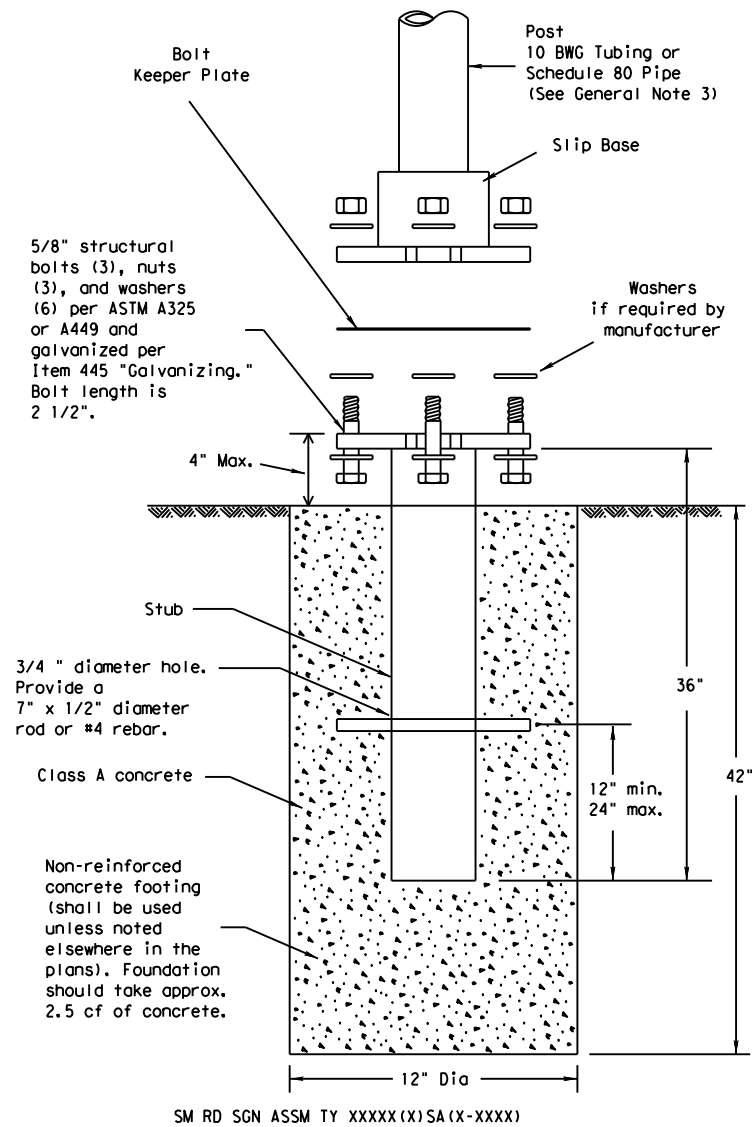 Bolt
Keeper Plate
Post
10 BWG Tubing or
Schedule 80 Pipe
(See General Note 3)
Slip Base
5/8" structural
bolts (3), nuts
(3), and washers
(6) per ASTM A325
or A449 and
galvanized per
Item 445 "Galvanizing."
Bolt length is
2 1/2".
Washers
if required by
manufacturer
4" Max.
Stub
3/4 " diameter hole.
Provide a
7" x 1/2" diameter
rod or #4 rebar.
36"
Class A concrete
12" min.
24" max.
42"
Non-reinforced
concrete footing
(shall be used
unless noted
elsewhere in the
plans). Foundation
should take approx.
2.5 cf of concrete.
12" Dia
SM RD SGN ASSM TY XXXXX(X)SA(X-XXXX)